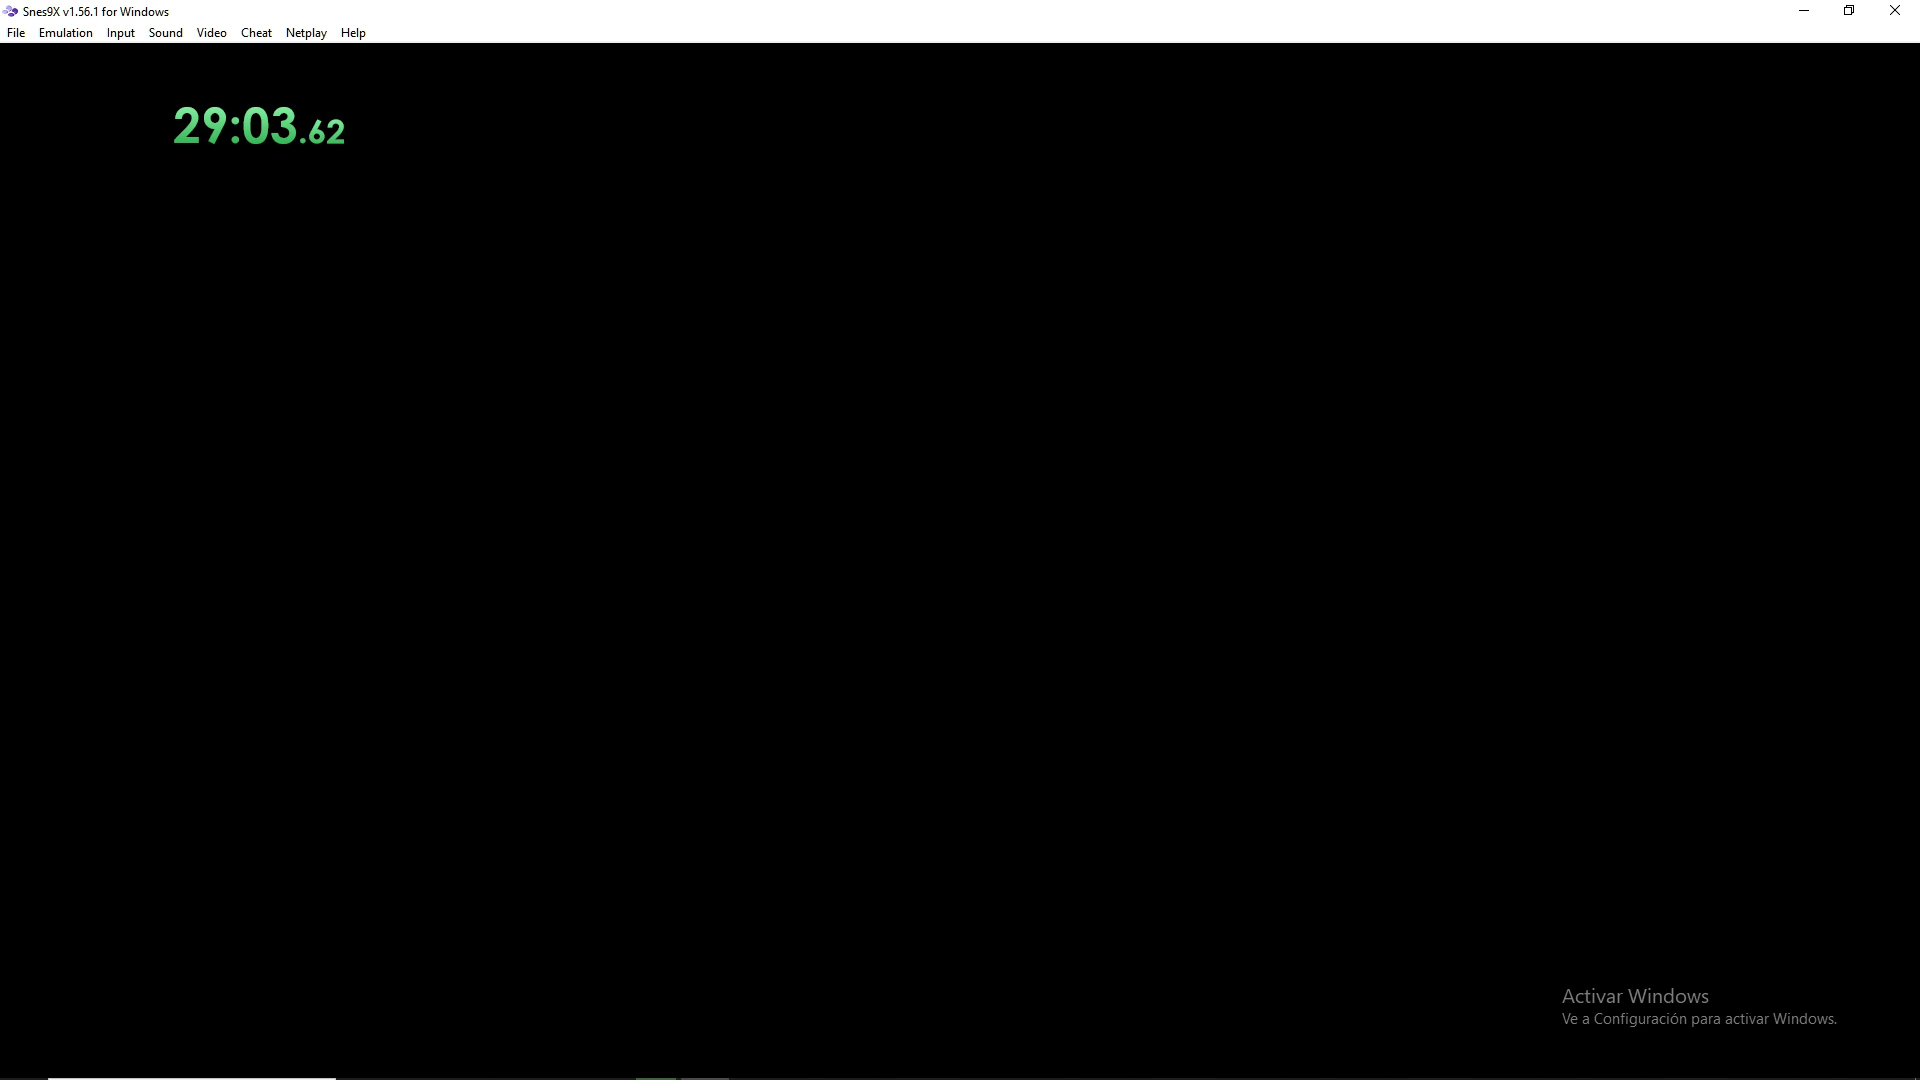 Snes9X v1.56.1 for Windows
File Emulation Input Sound Video Cheat Netplay Help
29:03.62
Activar Windows
Ve a Configuración para activar Windows.